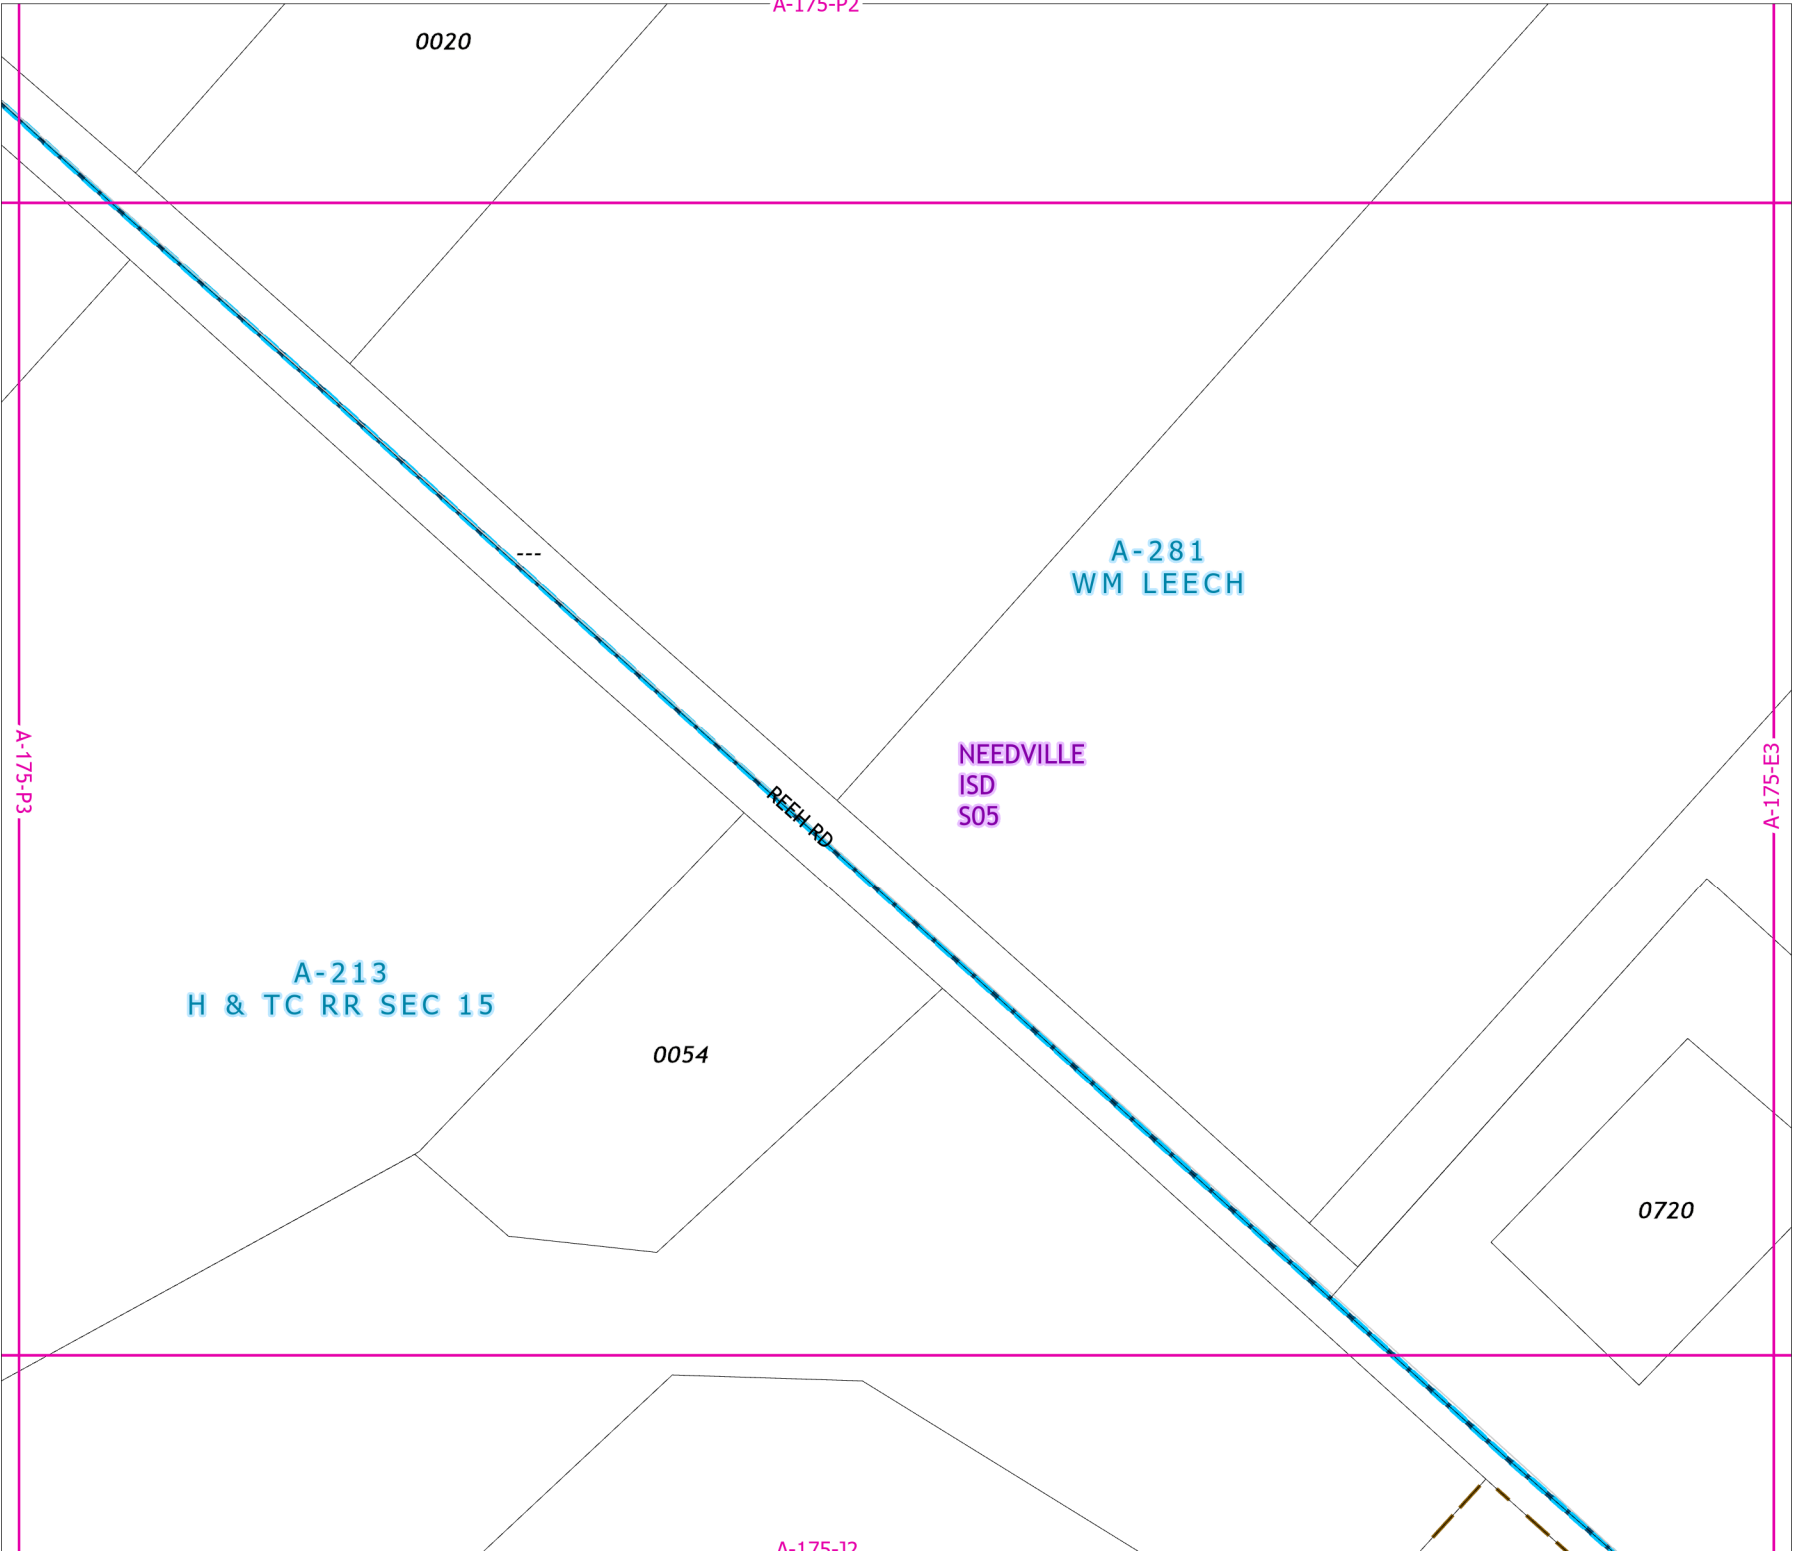 A-175-P2
0020
---
A-281
WM LEECH
NEEDVILLE
ISD
S05
A-175-P3
A-175-E3
REEH RD
A-213
H & TC RR SEC 15
0054
0720
A-175-J2